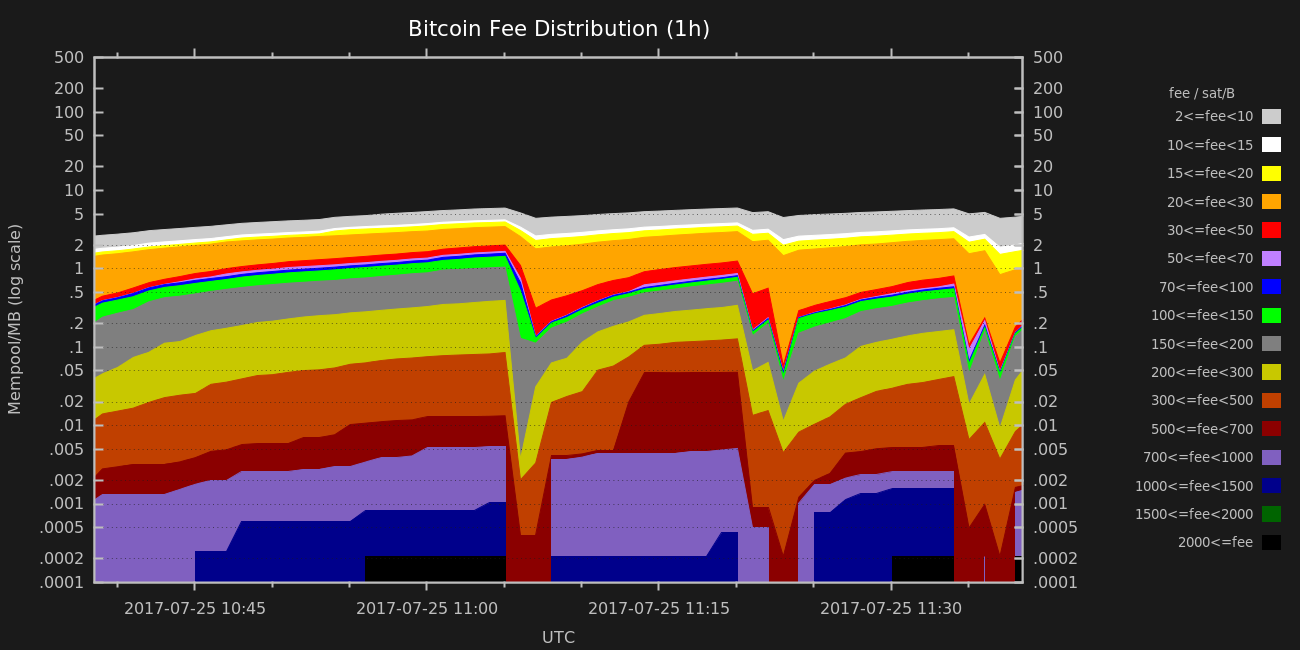 Bitcoin Fee Distribution (1h)
500
200
100
50
20
10
5
2
1
.5
.2
.1
.05
.02
.01
.005
.002
.001
.0005
.0002
.0001
Mempool/MB (log scale)
500
200
100
50
20
10
5
2
1
.5
.2
.1
.05
.02
.01
.005
.002
.001
.0005
.0002
.0001
2017-07-25 10:45
2017-07-25 11:00
2017-07-25 11:15
2017-07-25 11:30
UTC
fee / sat/B
2<=fee<10
10<=fee<15
15<=fee<20
20<=fee<30
30<=fee<50
50<=fee<70
70<=fee<100
100<=fee<150
150<=fee<200
200<=fee<300
300<=fee<500
500<=fee<700
700<=fee<1000
1000<=fee<1500
1500<=fee<2000
2000<=fee